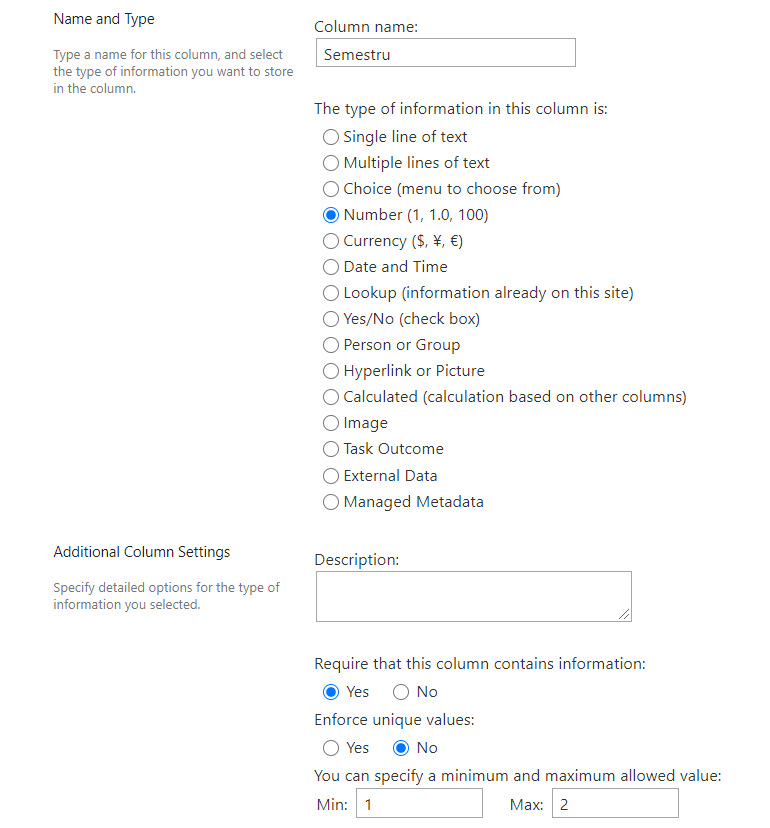 Name and Type
Type a name for this column, and select
the type of information you want to store
in the column.
Column name:
Semestru
The type of information in this column is:
Single line of text
Multiple lines of text
Choice (menu to choose from)
Number (1, 1.0, 100)
Currency ($, ¥, €)
Date and Time
Lookup (information already on this site)
Yes/No (check box)
Person or Group
Hyperlink or Picture
Calculated (calculation based on other columns)
Image
Task Outcome
External Data
Managed Metadata
Additional Column Settings
Specify detailed options for the type of
information you selected.
Description:
Require that this column contains information:
Yes No
Enforce unique values:
Yes No
You can specify a minimum and maximum allowed value:
Min: 1 Max: 2